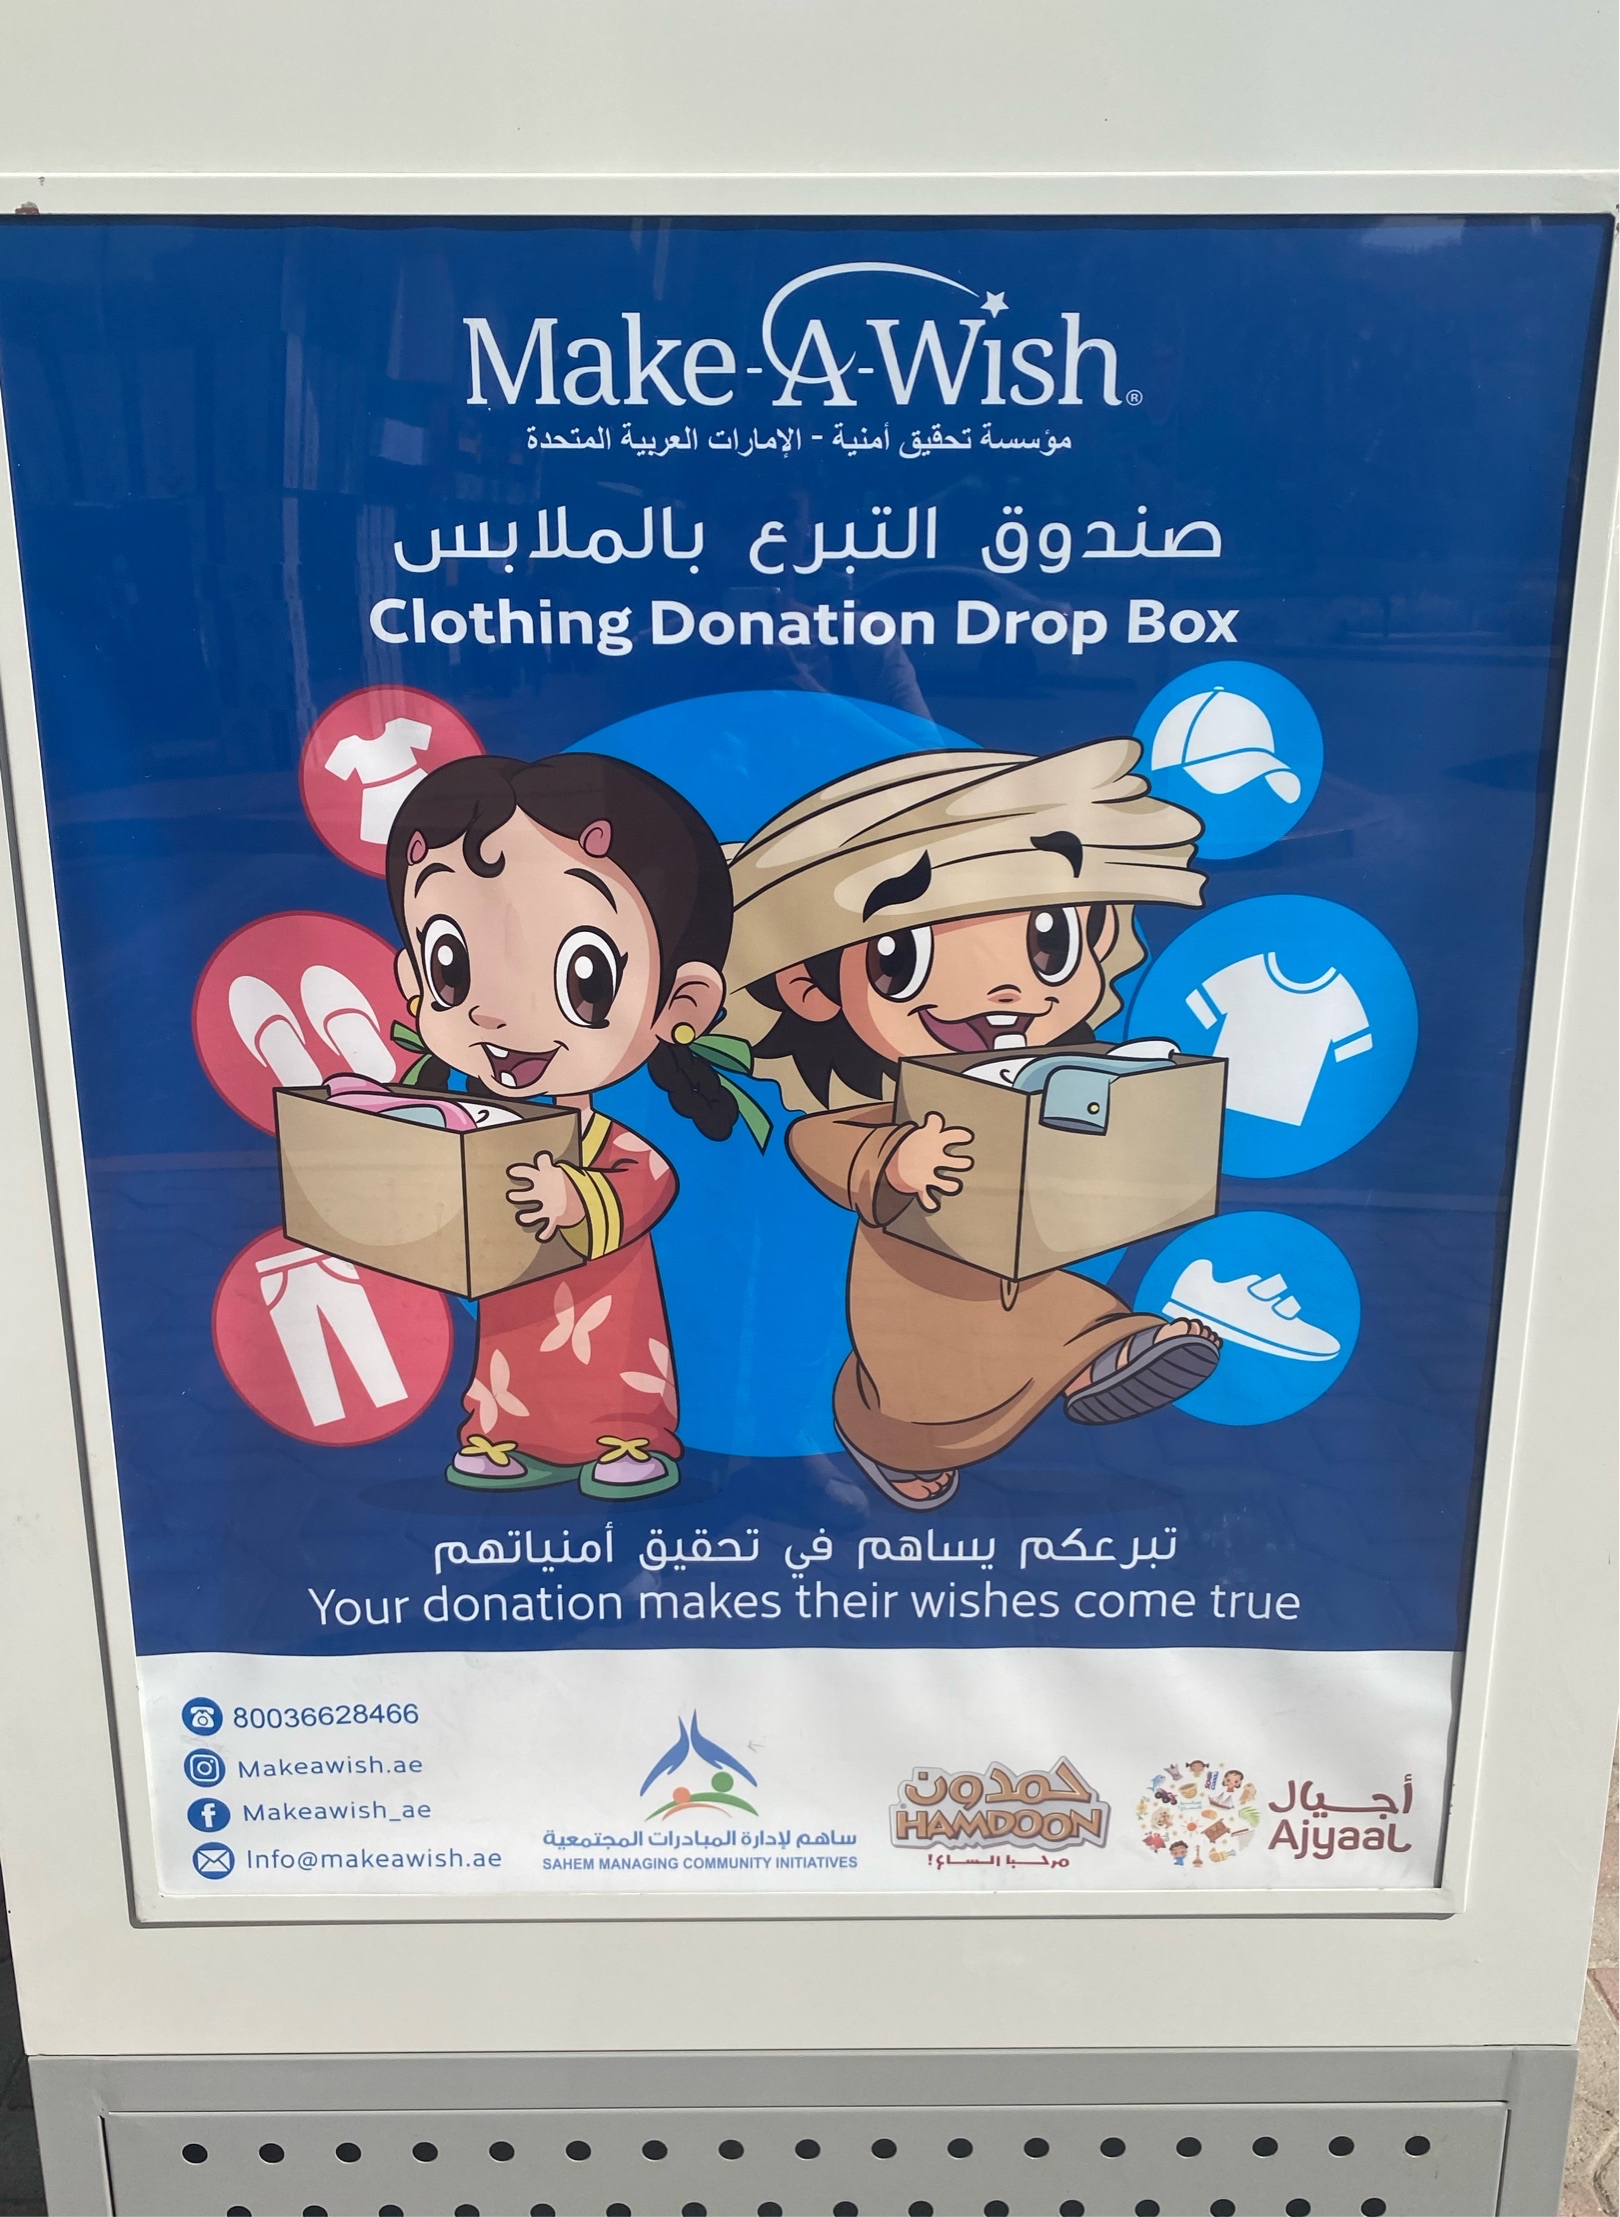 Make-A-Wish®
مؤسسة تحقيق أمنية - الإمارات العربية المتحدة
صندوق التبرع بالملابس
Clothing Donation Drop Box
تبرعكم يساهم في تحقيق أمنياتهم
Your donation makes their wishes come true
80036628466
Makeawish.ae
Makeawish_ae
Info@makeawish.ae
ساهم لإدارة المبادرات المجتمعية
SAHEM MANAGING COMMUNITY INITIATIVES
حمدون
HAMDOON
مرحبا الساع!
أجيال
Ajyaal